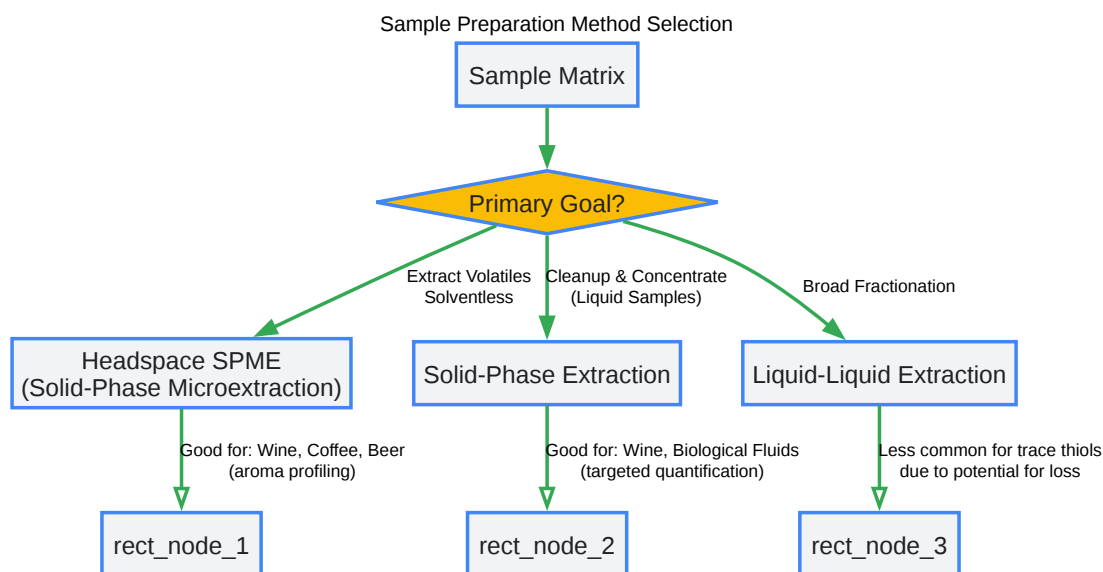 Sample Preparation Method Selection
Sample Matrix
Primary Goal?
Extract Volatiles
Solventless
Cleanup & Concentrate
(Liquid Samples)
Broad Fractionation
Headspace SPME
(Solid-Phase Microextraction)
Solid-Phase Extraction
Liquid-Liquid Extraction
Good for: Wine, Coffee, Beer
(aroma profiling)
Good for: Wine, Biological Fluids
(targeted quantification)
Less common for trace thiols
due to potential for loss
rect_node_1
rect_node_2
rect_node_3